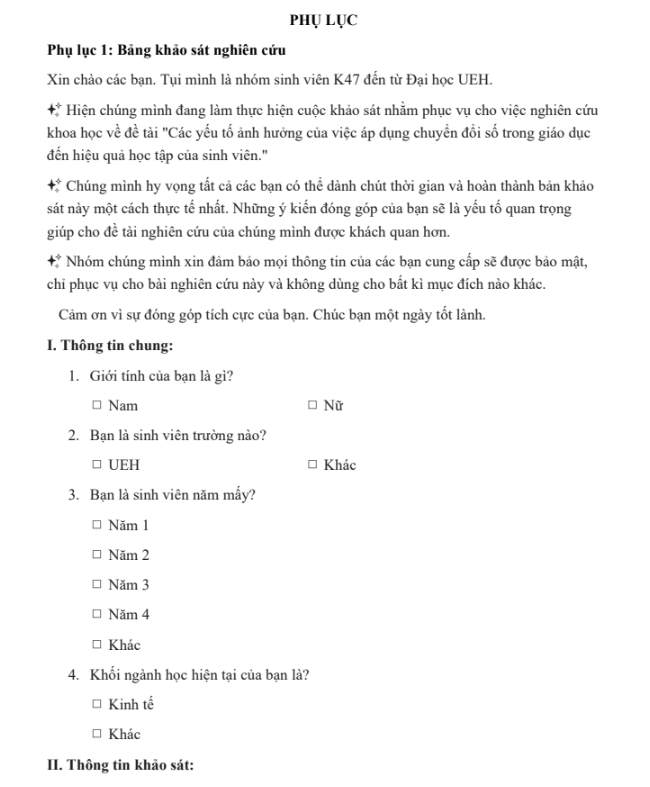 PHỤ LỤC
Phụ lục 1: Bảng khảo sát nghiên cứu
Xin chào các bạn. Tụi mình là nhóm sinh viên K47 đến từ Đại học UEH.
Hiện chúng mình đang làm thực hiện cuộc khảo sát nhằm phục vụ cho việc nghiên cứu
khoa học về đề tài "Các yếu tố ảnh hưởng của việc áp dụng chuyển đổi số trong giáo dục
đến hiệu quả học tập của sinh viên."
Chúng mình hy vọng tất cả các bạn có thể dành chút thời gian và hoàn thành bản khảo
sát này một cách thực tế nhất. Những ý kiến đóng góp của bạn sẽ là yếu tố quan trọng
giúp cho đề tài nghiên cứu của chúng mình được khách quan hơn.
Nhóm chúng mình xin đảm bảo mọi thông tin của các bạn cung cấp sẽ được bảo mật,
chỉ phục vụ cho bài nghiên cứu này và không dùng cho bất kì mục đích nào khác.
Cảm ơn vì sự đóng góp tích cực của bạn. Chúc bạn một ngày tốt lành.
I. Thông tin chung:
1. Giới tính của bạn là gì?
□ Nam □ Nữ
2. Bạn là sinh viên trường nào?
□ UEH □ Khác
3. Bạn là sinh viên năm mấy?
□ Năm 1
□ Năm 2
□ Năm 3
□ Năm 4
□ Khác
4. Khối ngành học hiện tại của bạn là?
□ Kinh tế
□ Khác
II. Thông tin khảo sát: